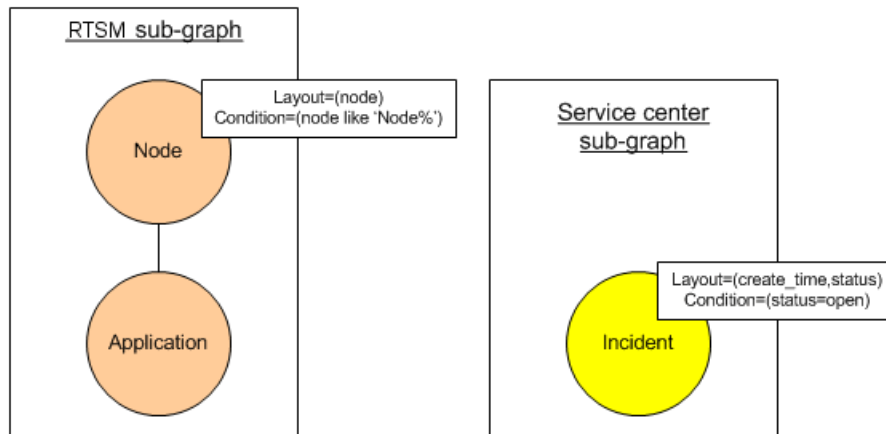 RTSM sub-graph
Layout=(node)
Condition=(node like ‘Node%’)
Node
Application
Service center
sub-graph
Layout=(create_time,status)
Condition=(status=open)
Incident